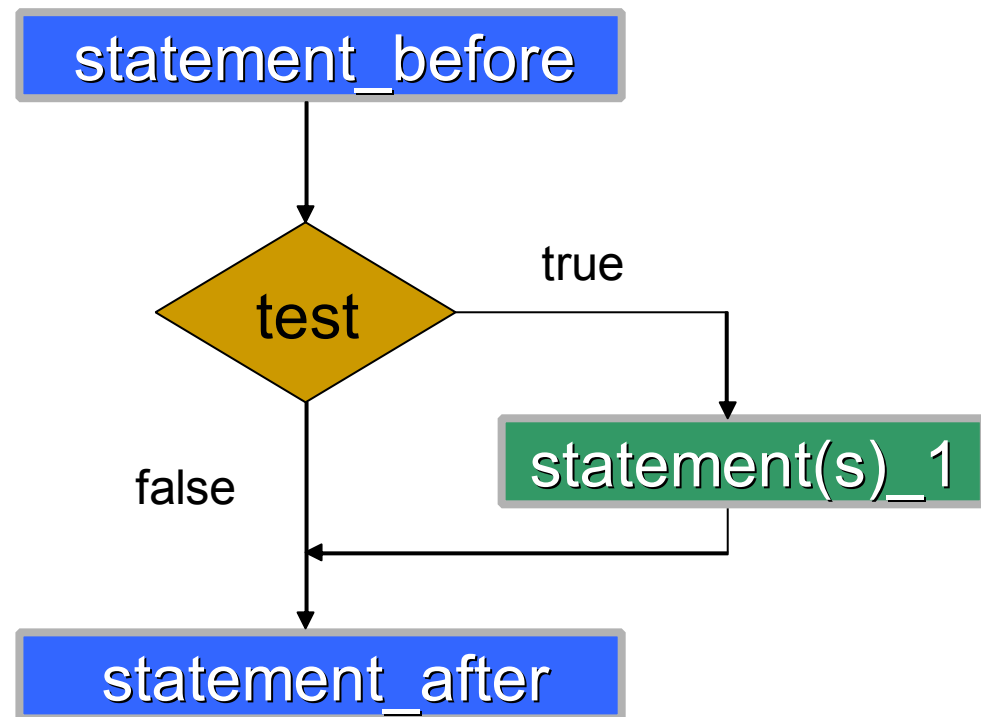 statement_before
true
test
statement(s)_1
false
statement_after